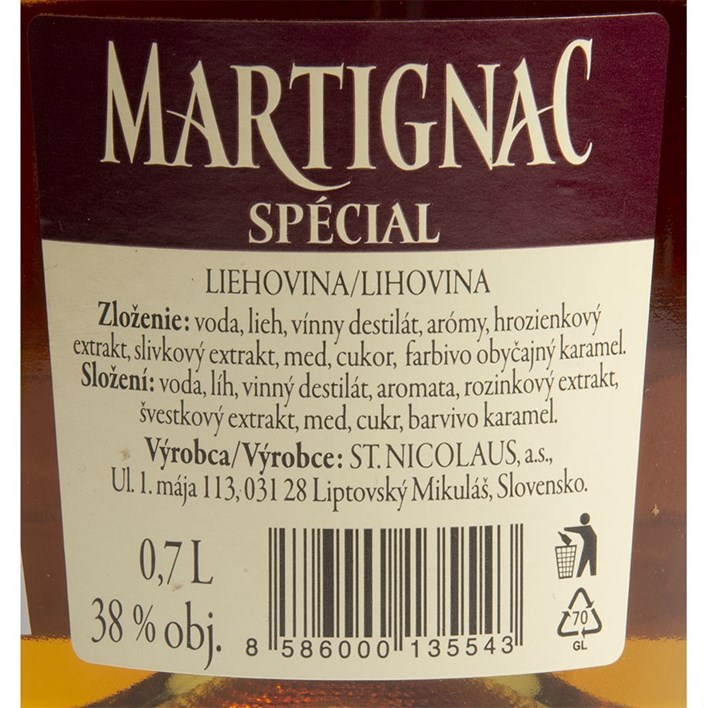 MARTIGNAC
SPÉCIAL
LIEHOVINA/LIHOVINA
Zloženie: voda, lieh, vínny destilát, arómy, hrozienkový
extrakt, slivkový extrakt, med, cukor, farbivo obyčajný karamel.
Složení: voda, líh, vinný destilát, aromata, rozinkový extrakt,
švestkový extrakt, med, cukr, barvivo karamel.
Výrobca/Výrobce: ST. NICOLAUS, a.s.,
Ul. 1. mája 113, 031 28 Liptovský Mikuláš, Slovensko.
0,7 L
38 % obj.
8 586000 135543
70
GL